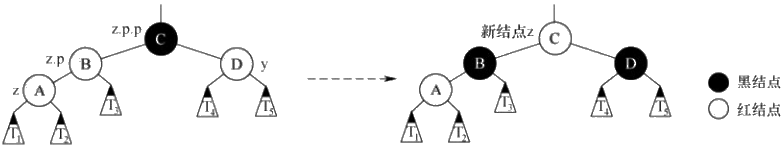 z.p.p C 新结点z C
z.p B D y B D 黑结点
z A A 红结点
T₁ T₂ T₃ T₄ T₅ T₁ T₂ T₃ T₄ T₅